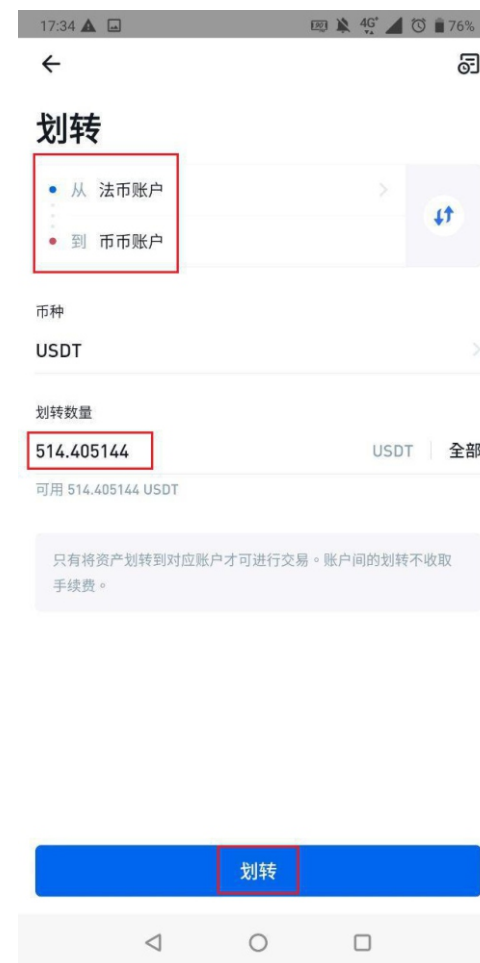 17:34
4G+
76%
划转
从 法币账户
到 币币账户
币种
USDT
划转数量
514.405144 USDT 全部
可用 514.405144 USDT
只有将资产划转到对应账户才可进行交易。账户间的划转不收取
手续费。
划转